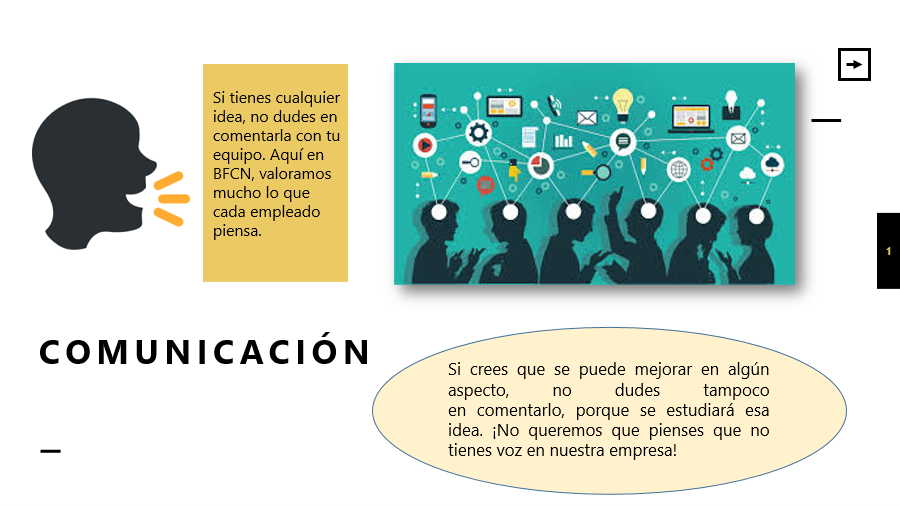 Si tienes cualquier
idea, no dudes en
comentarla con tu
equipo. Aquí en
BFCN, valoramos
mucho lo que
cada empleado
piensa.
1
COMUNICACIÓN
Si crees que se puede mejorar en algún
aspecto, no dudes tampoco
en comentarlo, porque se estudiará esa
idea. ¡No queremos que pienses que no
tienes voz en nuestra empresa!